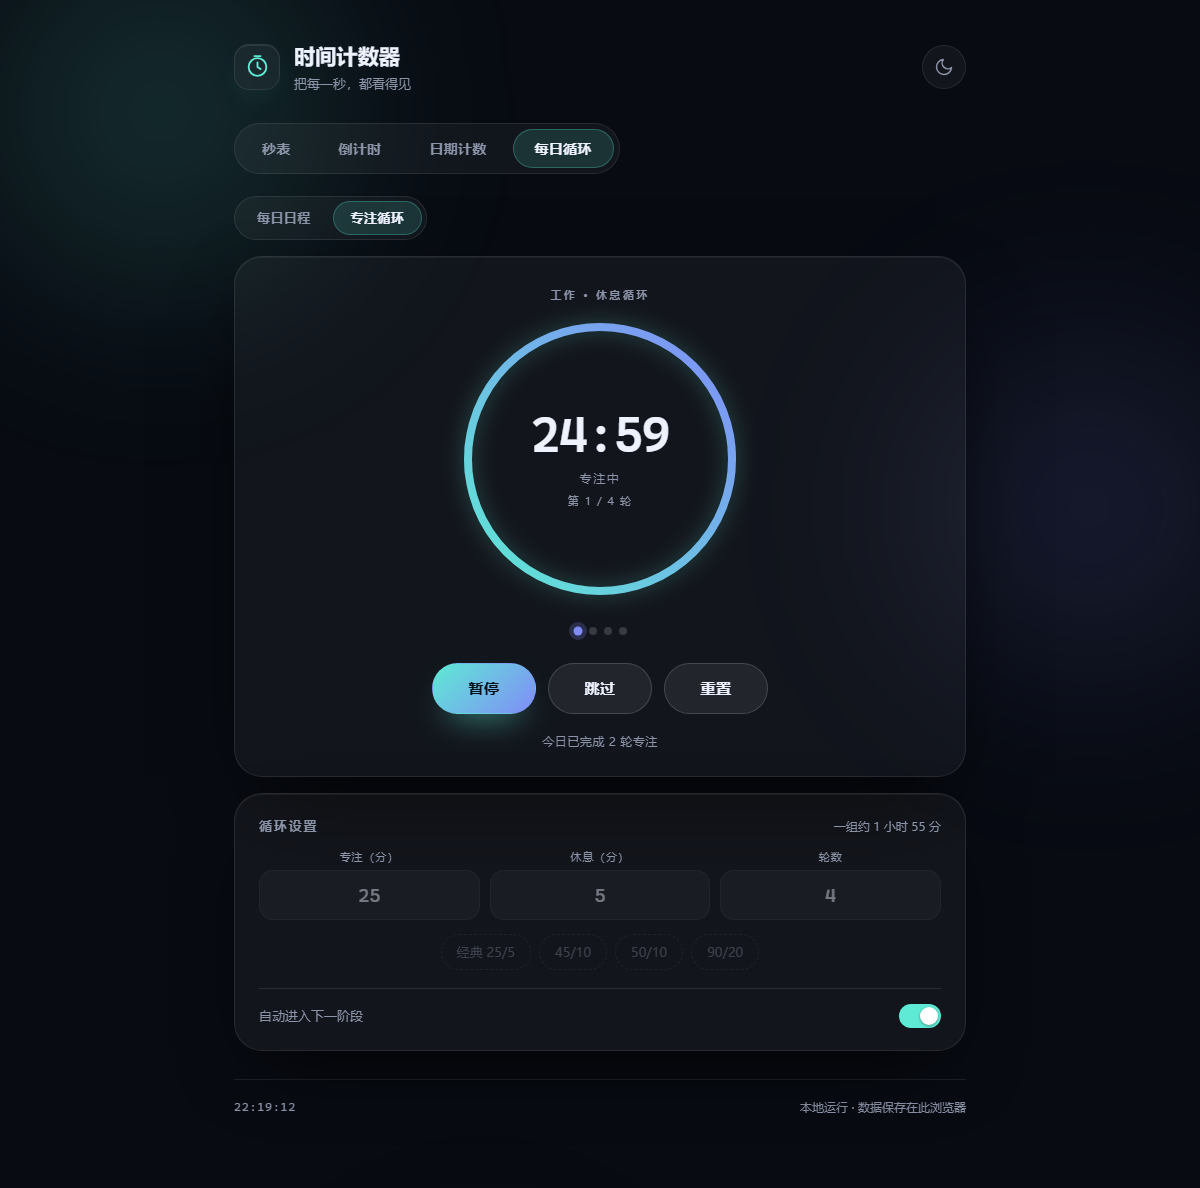 时间计数器
把每一秒，都看得见
秒表 倒计时 日期计数 每日循环
每日日程 专注循环
工作 · 休息循环
24:59
专注中
第 1 / 4 轮
暂停 跳过 重置
今日已完成 2 轮专注
循环设置 一组约 1 小时 55 分
专注（分） 休息（分） 轮数
25 5 4
经典 25/5 45/10 50/10 90/20
自动进入下一阶段
22:19:12 本地运行 · 数据保存在此浏览器